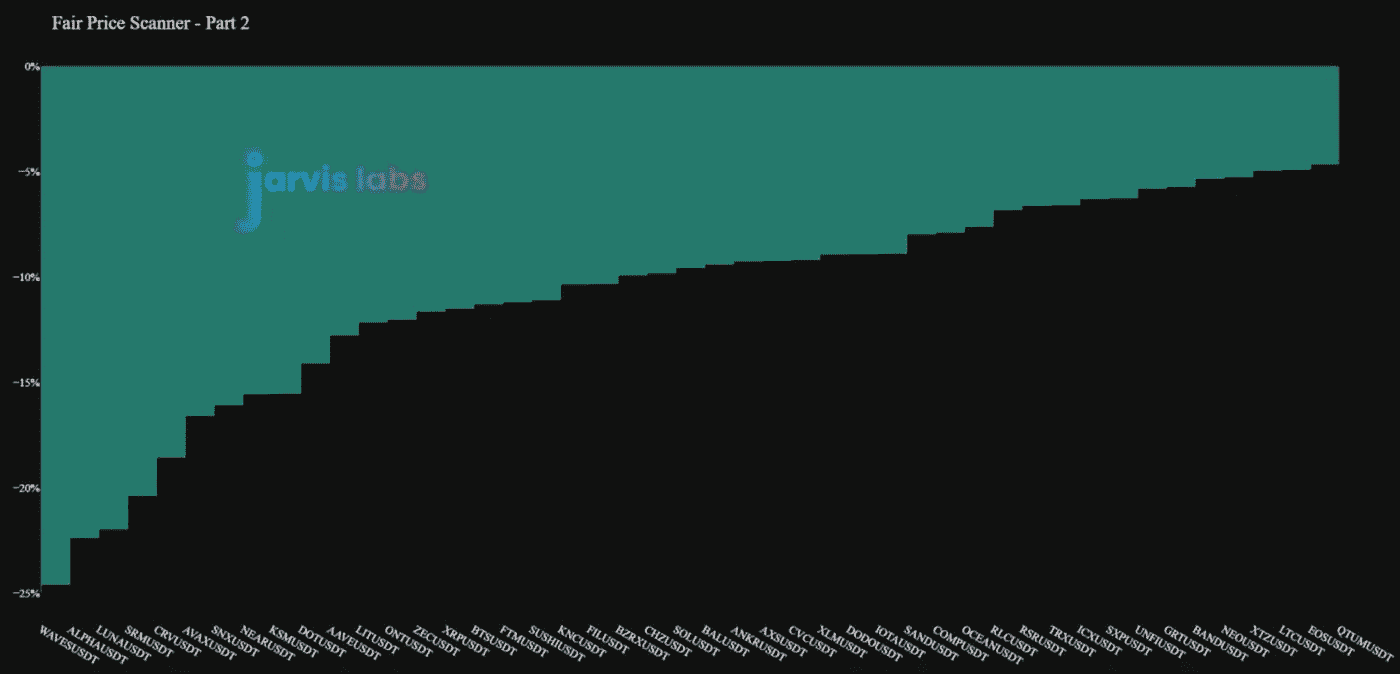 Fair Price Scanner - Part 2
0%
−5%
jarvis labs
−10%
−15%
−20%
−25%
WAVESUSDT
ALPHAUSDT
LUNAUSDT
SRMUSDT
CRVUSDT
AVAXUSDT
SNXUSDT
NEARUSDT
KSMUSDT
DOTUSDT
AAVEUSDT
LITUSDT
ONTUSDT
ZECUSDT
XRPUSDT
BTSUSDT
FTMUSDT
SUSHIUSDT
KNCUSDT
FILUSDT
BZRXUSDT
CHZUSDT
SOLUSDT
BALUSDT
ANKRUSDT
AXSUSDT
CVCUSDT
XLMUSDT
DODOUSDT
IOTAUSDT
SANDUSDT
COMPUSDT
OCEANUSDT
RLCUSDT
RSRUSDT
TRXUSDT
ICXUSDT
SXPUSDT
UNFIUSDT
GRTUSDT
BANDUSDT
NEOUSDT
XTZUSDT
LTCUSDT
EOSUSDT
QTUMUSDT